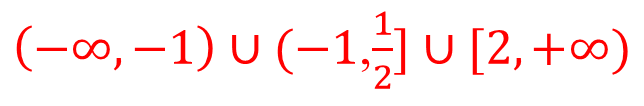 (−∞, −1) ∪ (−1, 1/2] ∪ [2, +∞)